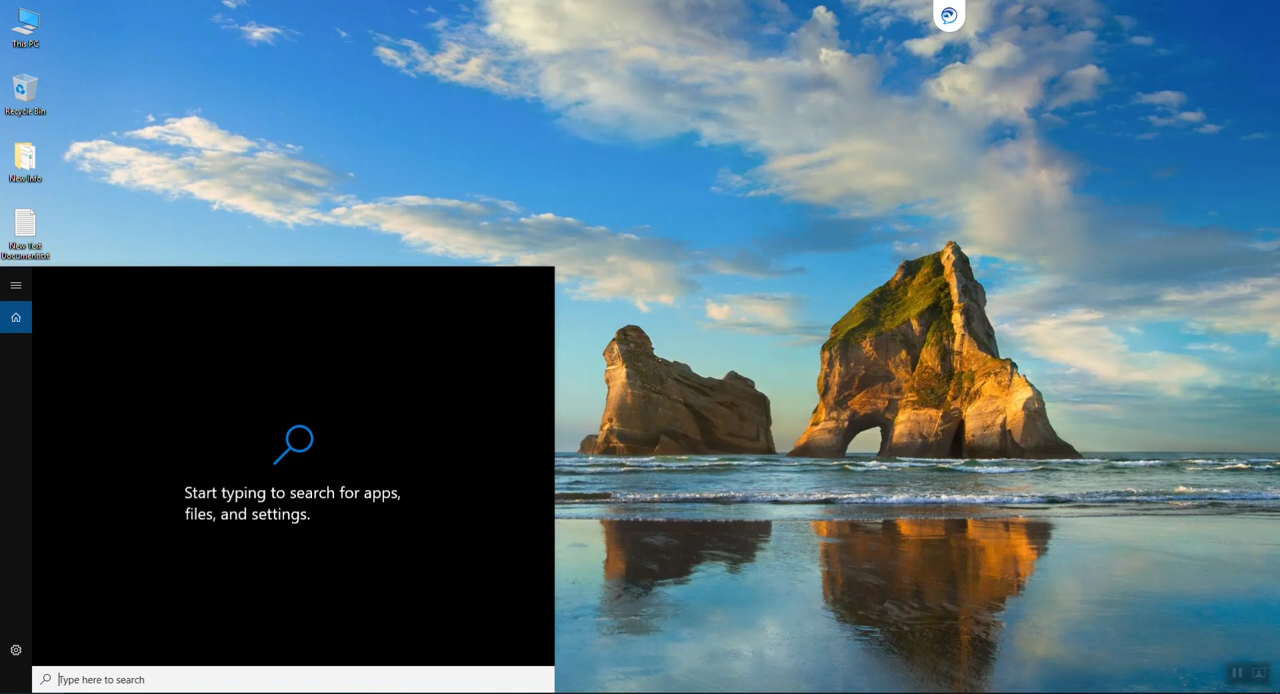 This PC
Recycle Bin
New Info
New Text
Document.txt
Start typing to search for apps,
files, and settings.
Type here to search